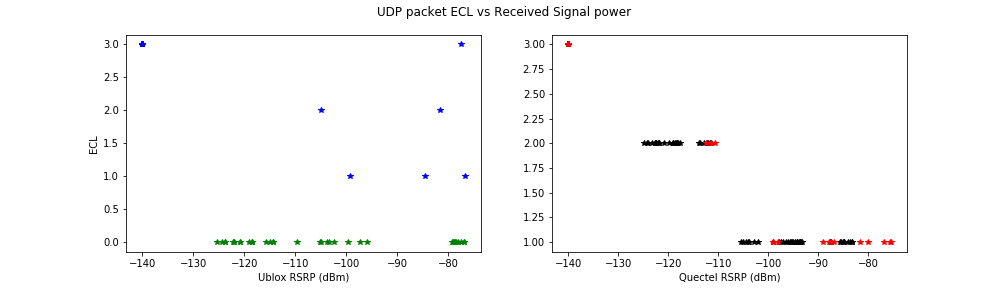 UDP packet ECL vs Received Signal power
3.0
2.5
2.0
1.5
1.0
0.5
0.0
ECL
−140 −130 −120 −110 −100 −90 −80
Ublox RSRP (dBm)
3.00
2.75
2.50
2.25
2.00
1.75
1.50
1.25
1.00
−140 −130 −120 −110 −100 −90 −80
Quectel RSRP (dBm)